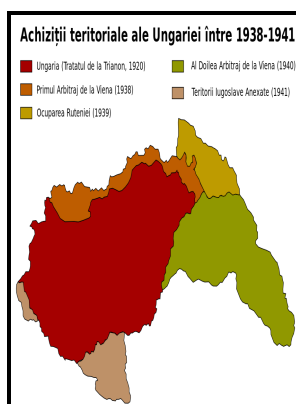 Achiziții teritoriale ale Ungariei între 1938-1941
Ungaria (Tratatul de la Trianon, 1920)
Primul Arbitraj de la Viena (1938)
Ocuparea Ruteniei (1939)
Al Doilea Arbitraj de la Viena (1940)
Teritorii Iugoslave Anexate (1941)